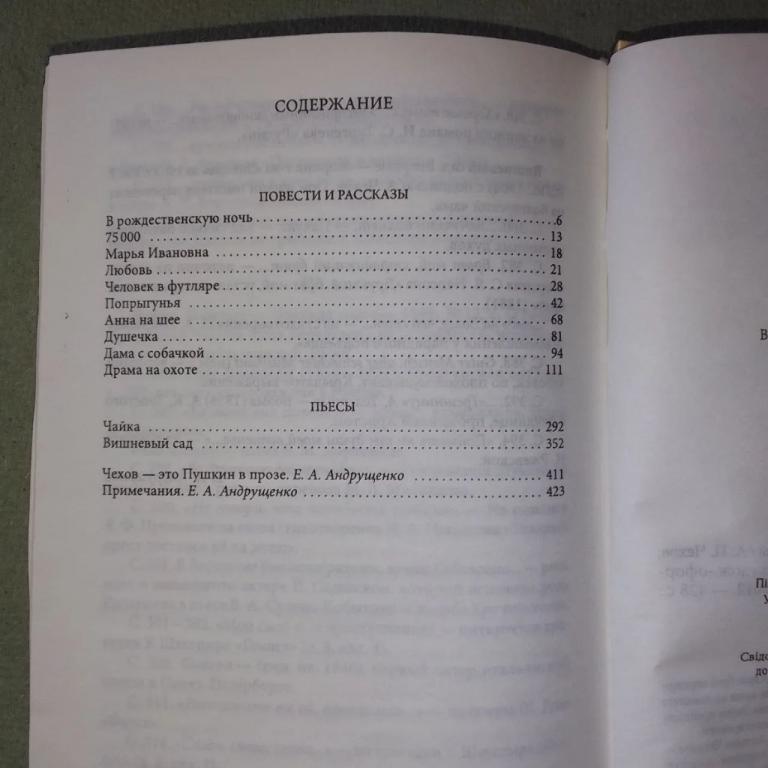 СОДЕРЖАНИЕ
ПОВЕСТИ И РАССКАЗЫ
В рождественскую ночь 6
75 000 13
Марья Ивановна 18
Любовь 21
Человек в футляре 28
Попрыгунья 42
Анна на шее 68
Душечка 81
Дама с собачкой 94
Драма на охоте 111
ПЬЕСЫ
Чайка 292
Вишневый сад 352
Чехов — это Пушкин в прозе. Е. А. Андрущенко 411
Примечания. Е. А. Андрущенко 423